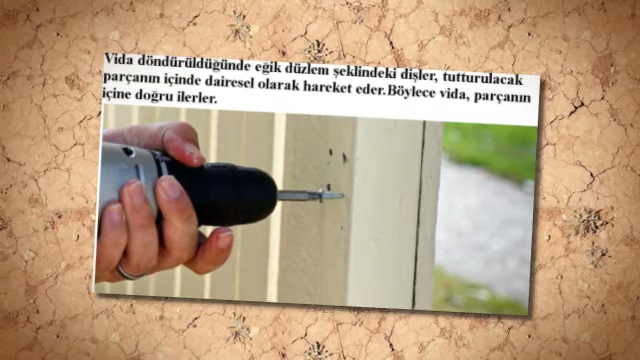 Vida döndürüldüğünde eğik düzlem şeklindeki dişler, tutturulacak
parçanın içinde dairesel olarak hareket eder.Böylece vida, parçanın
içine doğru ilerler.